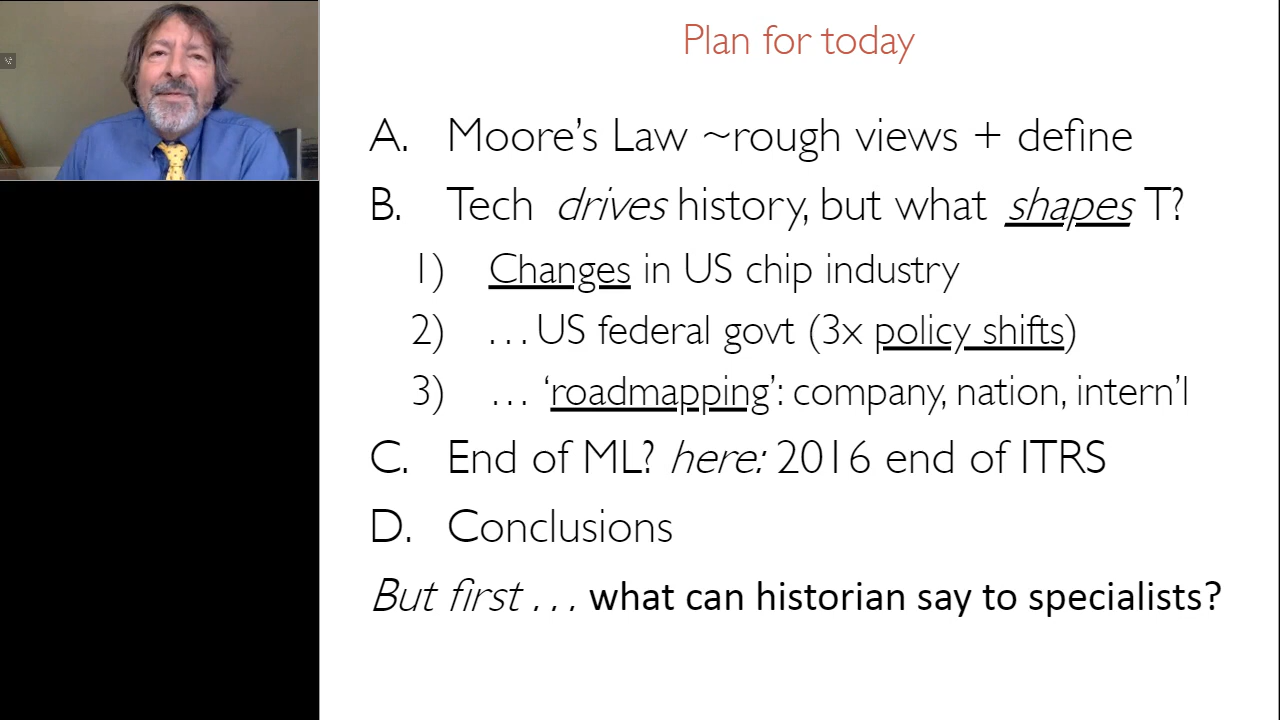 Plan for today
A. Moore's Law ~rough views + define
B. Tech drives history, but what shapes T?
1) Changes in US chip industry
2) ... US federal govt (3x policy shifts)
3) ... 'roadmapping': company, nation, intern'l
C. End of ML? here: 2016 end of ITRS
D. Conclusions
But first ... what can historian say to specialists?